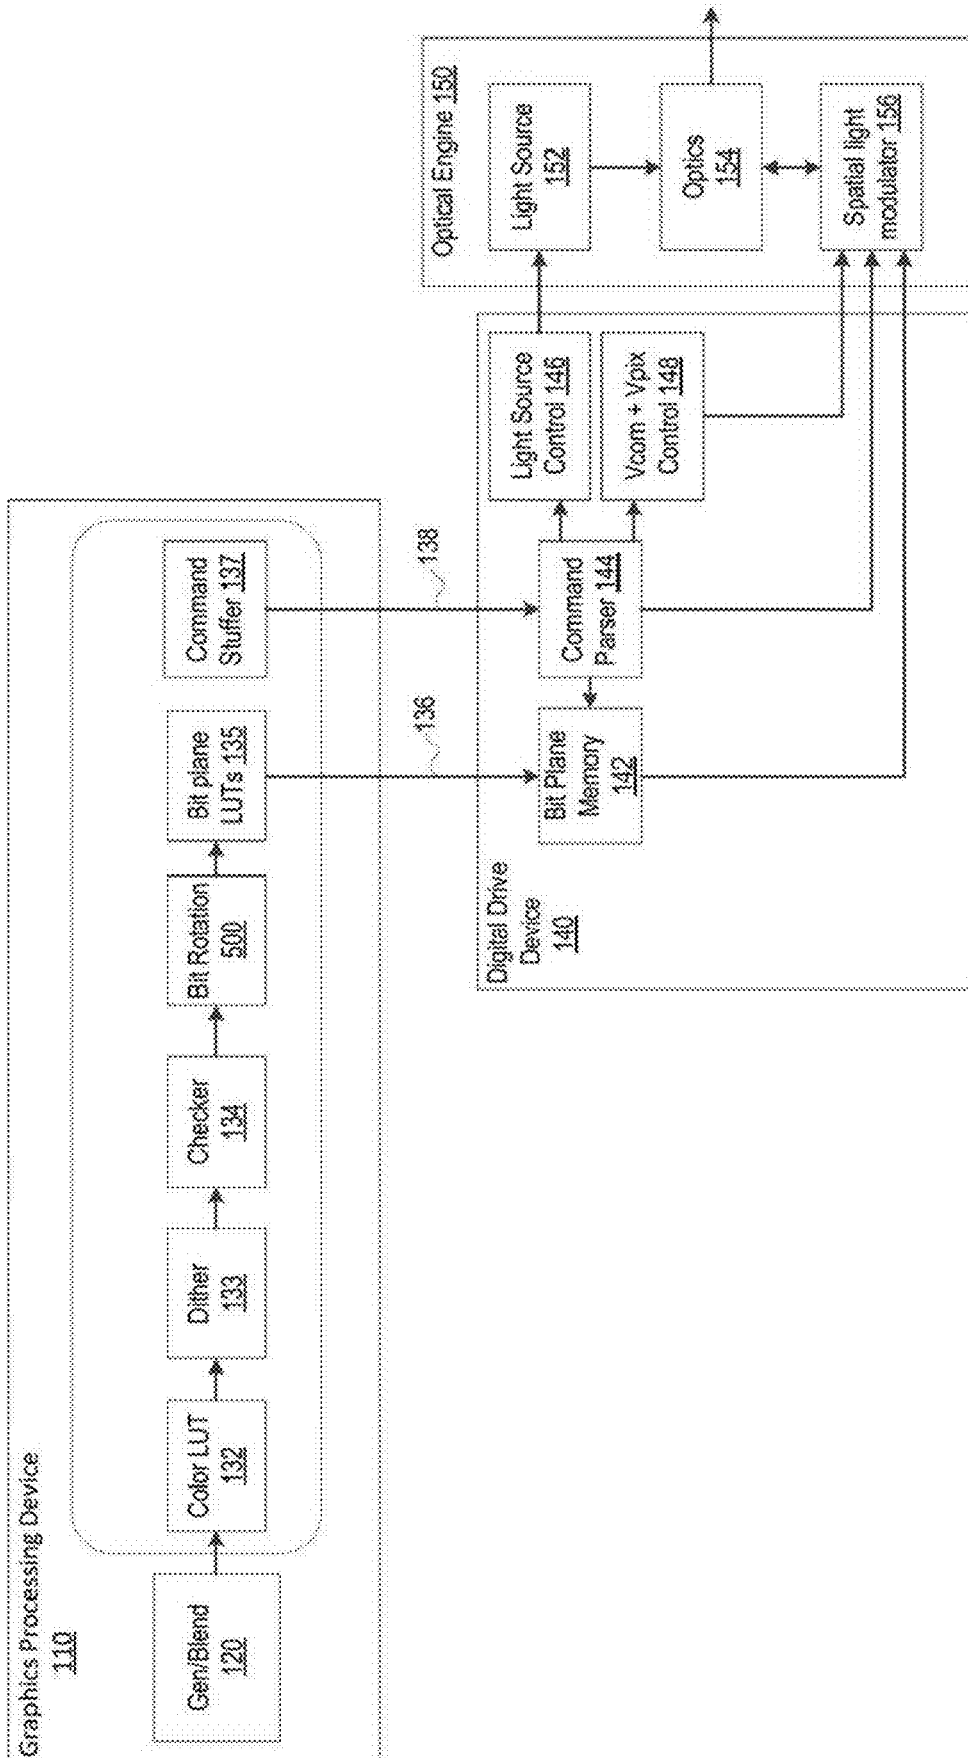 Graphics Processing Device
110
Gen/Blend
120
Color LUT
132
Dither
133
Checker
134
Bit Rotation
500
Bit plane
LUTs 135
Command
Stuffer 137
136
138
Digital Drive
Device
140
Bit Plane
Memory
142
Command
Parser 144
Light Source
Control 146
Vcom + Vpix
Control 148
Optical Engine 150
Light Source
152
Optics
154
Spatial light
modulator 156